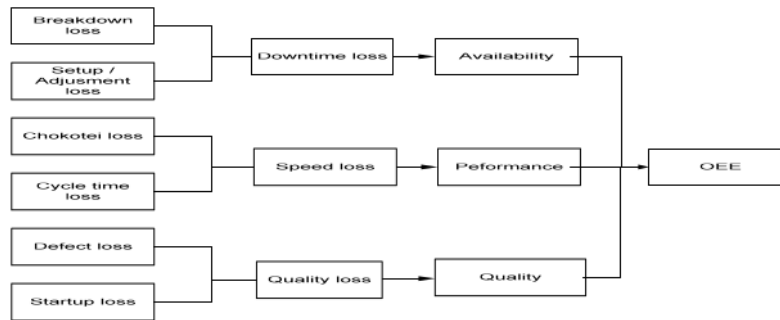 Breakdown
loss
Setup /
Adjusment
loss
Downtime loss
Availability
Chokotei loss
Cycle time
loss
Speed loss
Peformance
OEE
Defect loss
Startup loss
Quality loss
Quality